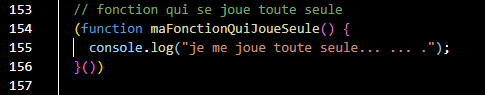 153 // fonction qui se joue toute seule
154 (function maFonctionQuiJoueSeule() {
155 console.log("je me joue toute seule... ... .");
156 }())
157